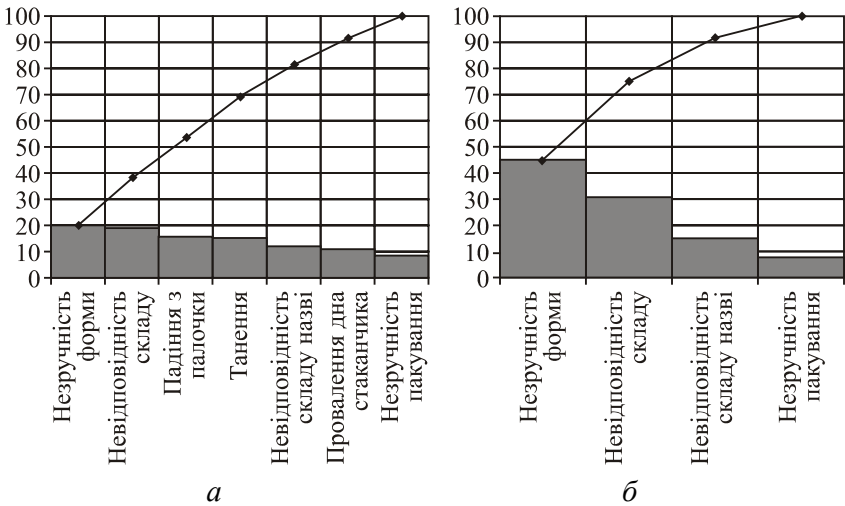 100
90
80
70
60
50
40
30
20
10
0
Незручність
форми
Невідповідність
складу
Падіння з
палочки
Танення
Невідповідність
складу назві
Провалення дна
стаканчика
Незручність
пакування
а
100
90
80
70
60
50
40
30
20
10
0
Незручність
форми
Невідповідність
складу
Невідповідність
складу назві
Незручність
пакування
б